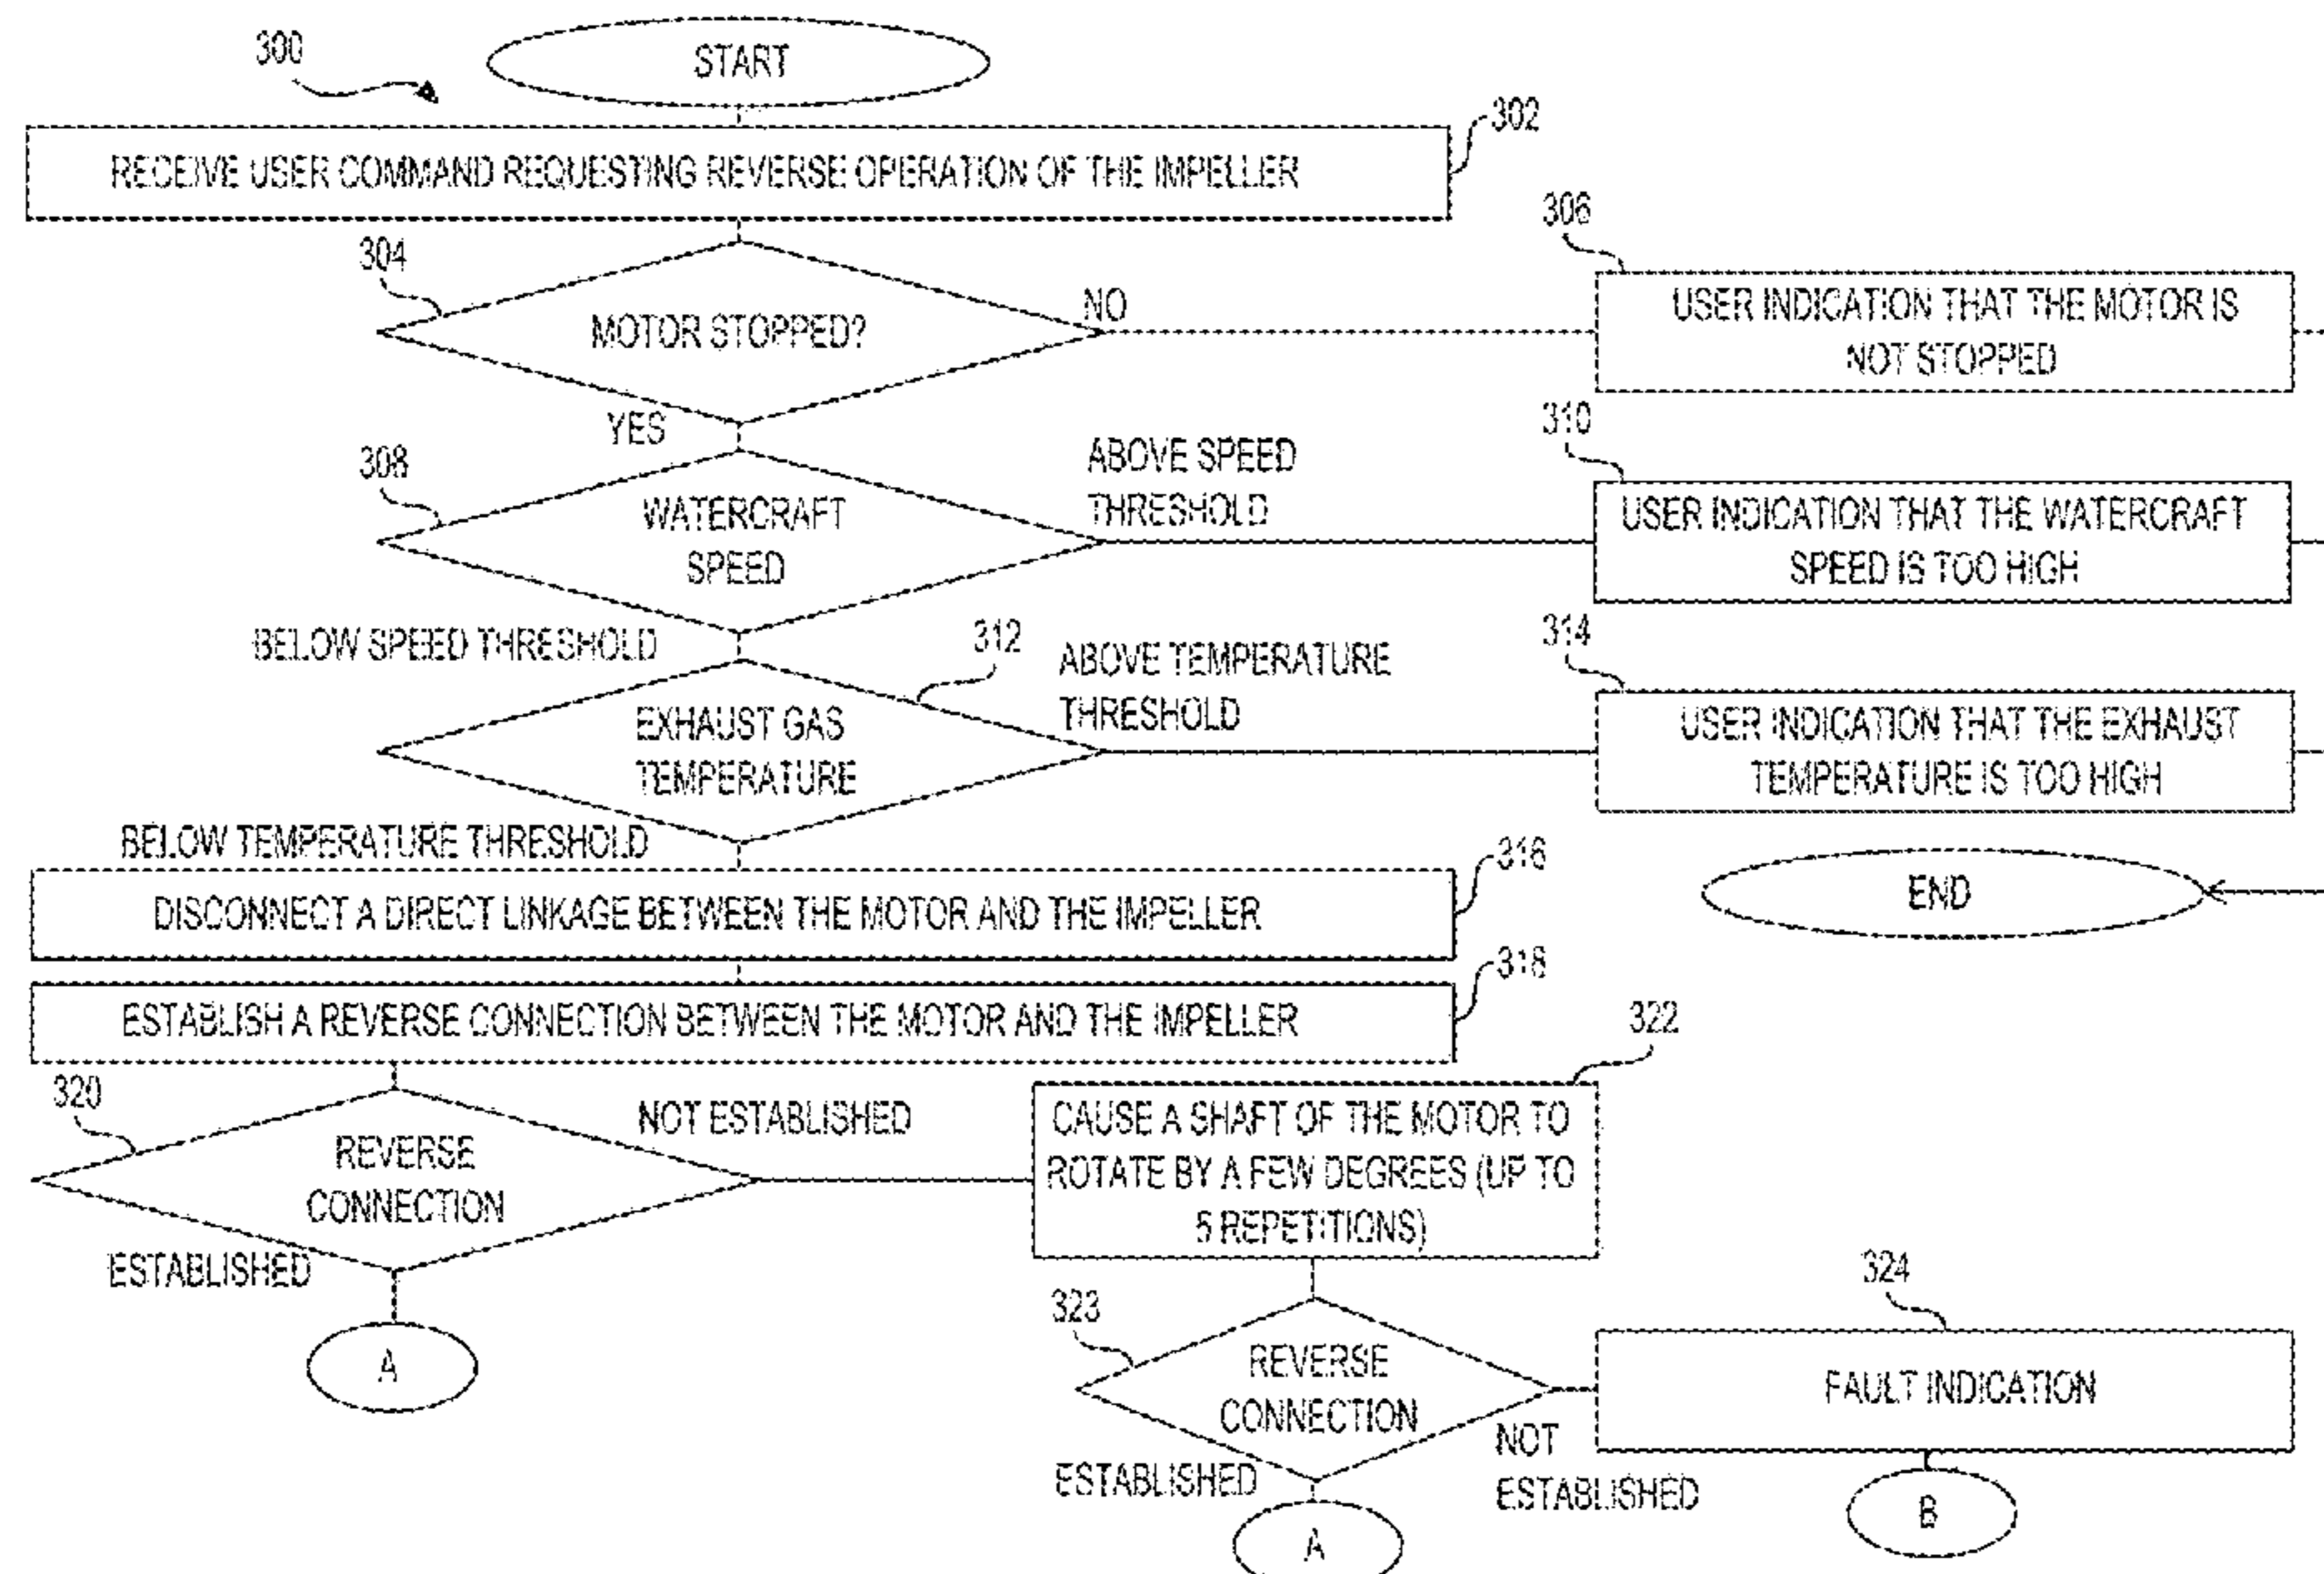 300
START
302
RECEIVE USER COMMAND REQUESTING REVERSE OPERATION OF THE IMPELLER
304
MOTOR STOPPED?
NO
306
USER INDICATION THAT THE MOTOR IS
NOT STOPPED
YES
308
WATERCRAFT
SPEED
ABOVE SPEED
THRESHOLD
310
USER INDICATION THAT THE WATERCRAFT
SPEED IS TOO HIGH
BELOW SPEED THRESHOLD
312
EXHAUST GAS
TEMPERATURE
ABOVE TEMPERATURE
THRESHOLD
314
USER INDICATION THAT THE EXHAUST
TEMPERATURE IS TOO HIGH
BELOW TEMPERATURE THRESHOLD
316
DISCONNECT A DIRECT LINKAGE BETWEEN THE MOTOR AND THE IMPELLER
END
318
ESTABLISH A REVERSE CONNECTION BETWEEN THE MOTOR AND THE IMPELLER
320
REVERSE
CONNECTION
NOT ESTABLISHED
322
CAUSE A SHAFT OF THE MOTOR TO
ROTATE BY A FEW DEGREES (UP TO
5 REPETITIONS)
ESTABLISHED
A
323
REVERSE
CONNECTION
324
FAULT INDICATION
ESTABLISHED
NOT
ESTABLISHED
A
B